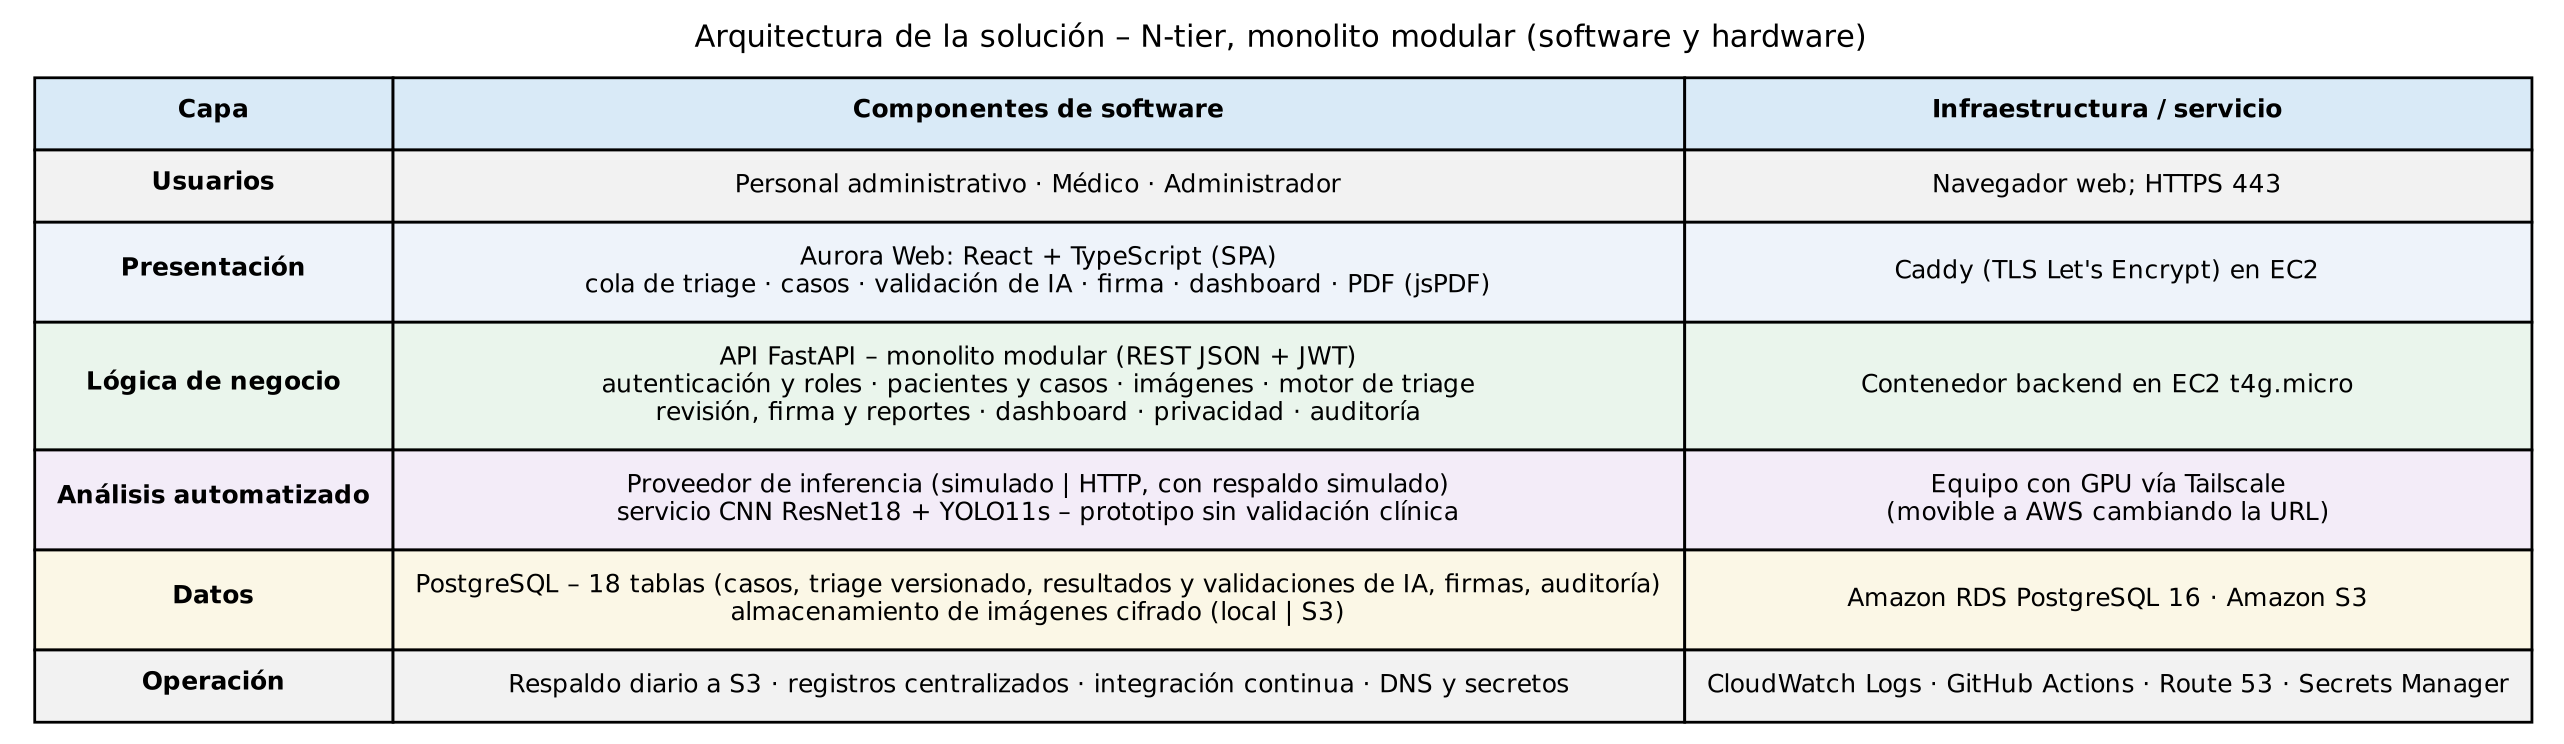 Arquitectura de la solución – N-tier, monolito modular (software y hardware)
Capa
Componentes de software
Infraestructura / servicio
Usuarios
Personal administrativo · Médico · Administrador
Navegador web; HTTPS 443
Presentación
Aurora Web: React + TypeScript (SPA)
cola de triage · casos · validación de IA · firma · dashboard · PDF (jsPDF)
Caddy (TLS Let's Encrypt) en EC2
Lógica de negocio
API FastAPI – monolito modular (REST JSON + JWT)
autenticación y roles · pacientes y casos · imágenes · motor de triage
revisión, firma y reportes · dashboard · privacidad · auditoría
Contenedor backend en EC2 t4g.micro
Análisis automatizado
Proveedor de inferencia (simulado | HTTP, con respaldo simulado)
servicio CNN ResNet18 + YOLO11s – prototipo sin validación clínica
Equipo con GPU vía Tailscale
(movible a AWS cambiando la URL)
Datos
PostgreSQL – 18 tablas (casos, triage versionado, resultados y validaciones de IA, firmas, auditoría)
almacenamiento de imágenes cifrado (local | S3)
Amazon RDS PostgreSQL 16 · Amazon S3
Operación
Respaldo diario a S3 · registros centralizados · integración continua · DNS y secretos
CloudWatch Logs · GitHub Actions · Route 53 · Secrets Manager